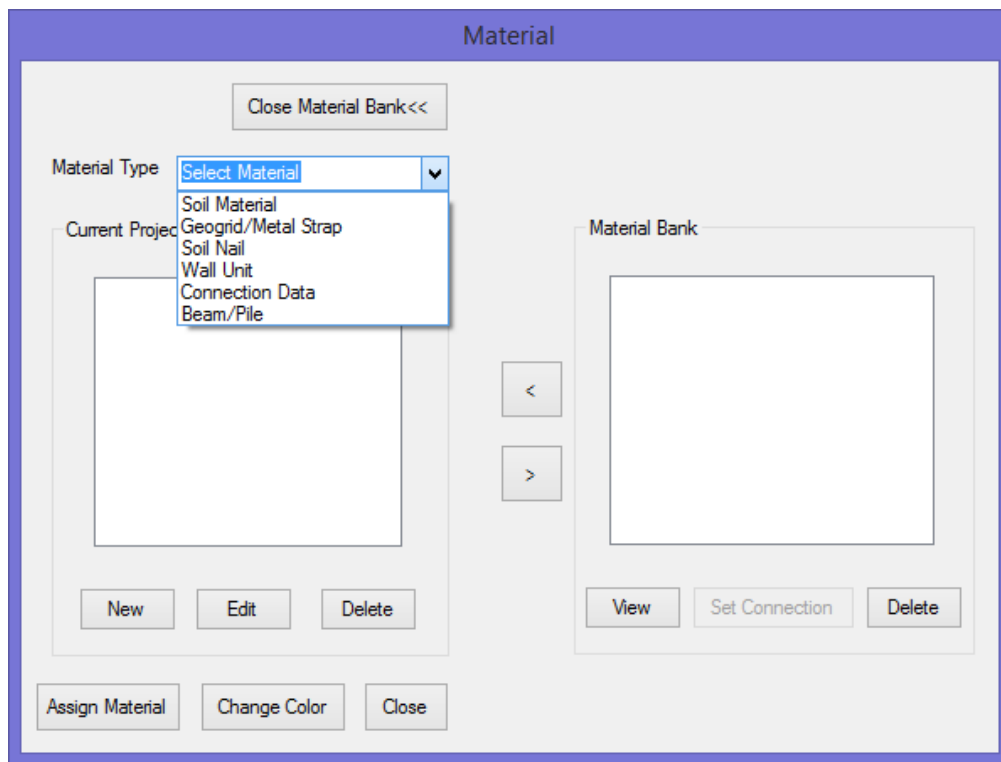 Material
Close Material Bank<<
Material Type
Select Material
Soil Material
Geogrid/Metal Strap
Soil Nail
Wall Unit
Connection Data
Beam/Pile
Current Projec
Material Bank
<
>
New
Edit
Delete
View
Set Connection
Delete
Assign Material
Change Color
Close